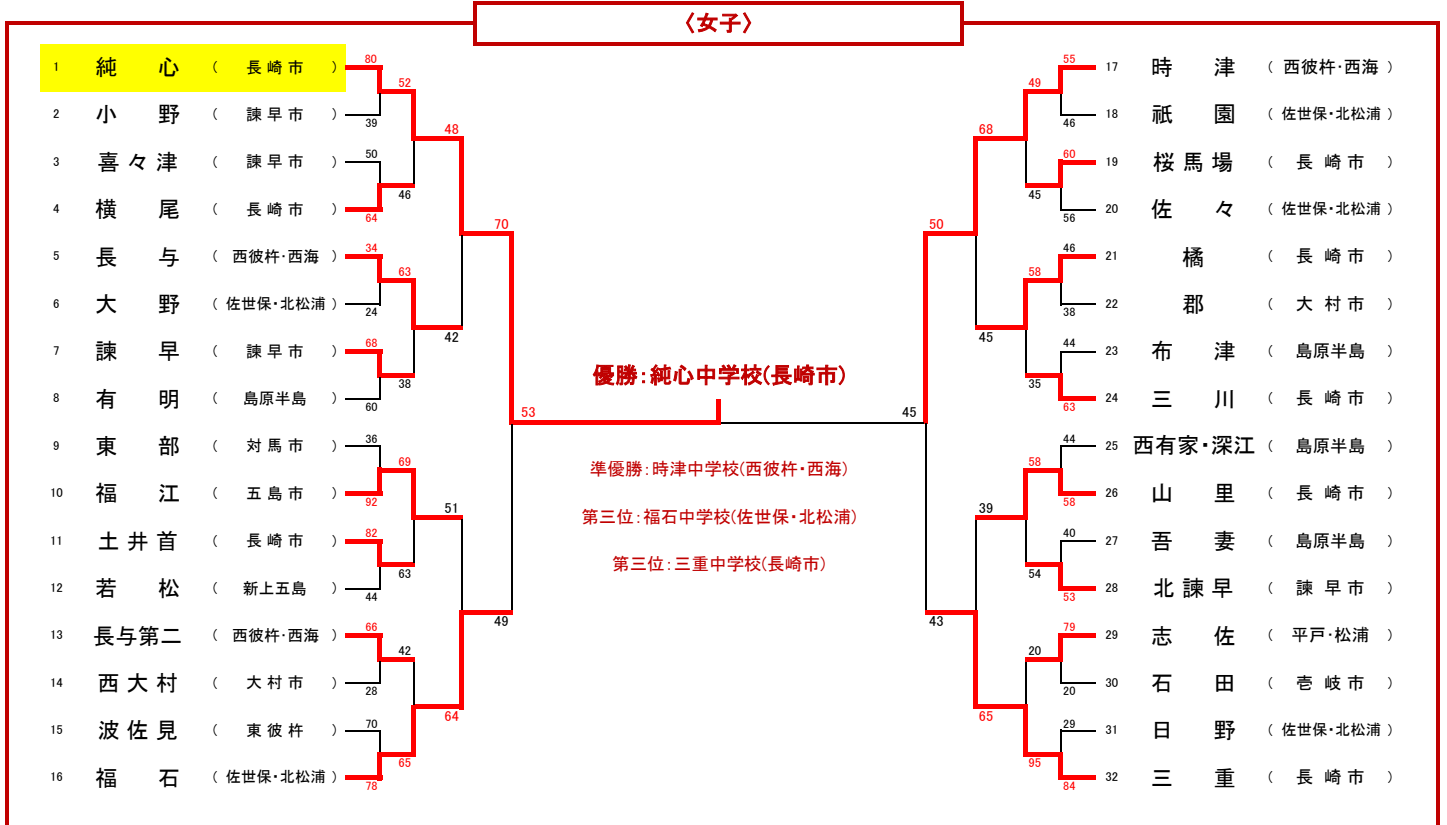 〈女子〉
1 純心 ( 長崎市 ) 80
52
2 小野 ( 諫早市 ) 39
48
3 喜々津 ( 諫早市 ) 50
46
4 横尾 ( 長崎市 ) 64
70
5 長与 ( 西彼杵・西海 ) 34
63
6 大野 ( 佐世保・北松浦 ) 24
42
7 諫早 ( 諫早市 ) 68
38
8 有明 ( 島原半島 ) 60
53
9 東部 ( 対馬市 ) 36
69
10 福江 ( 五島市 ) 92
51
11 土井首 ( 長崎市 ) 82
63
12 若松 ( 新上五島 ) 44
49
13 長与第二 ( 西彼杵・西海 ) 66
42
14 西大村 ( 大村市 ) 28
64
15 波佐見 ( 東彼杵 ) 70
65
16 福石 ( 佐世保・北松浦 ) 78
優勝:純心中学校(長崎市)
準優勝:時津中学校(西彼杵・西海)
第三位:福石中学校(佐世保・北松浦)
第三位:三重中学校(長崎市)
55 17 時津 ( 西彼杵・西海 )
49
46 18 祇園 ( 佐世保・北松浦 )
68
60 19 桜馬場 ( 長崎市 )
45
56 20 佐々 ( 佐世保・北松浦 )
50
46 21 橘 ( 長崎市 )
58
38 22 郡 ( 大村市 )
45
44 23 布津 ( 島原半島 )
35
63 24 三川 ( 長崎市 )
45
44 25 西有家・深江 ( 島原半島 )
58
58 26 山里 ( 長崎市 )
39
40 27 吾妻 ( 島原半島 )
54
53 28 北諫早 ( 諫早市 )
43
79 29 志佐 ( 平戸・松浦 )
20
20 30 石田 ( 壱岐市 )
65
29 31 日野 ( 佐世保・北松浦 )
95
84 32 三重 ( 長崎市 )